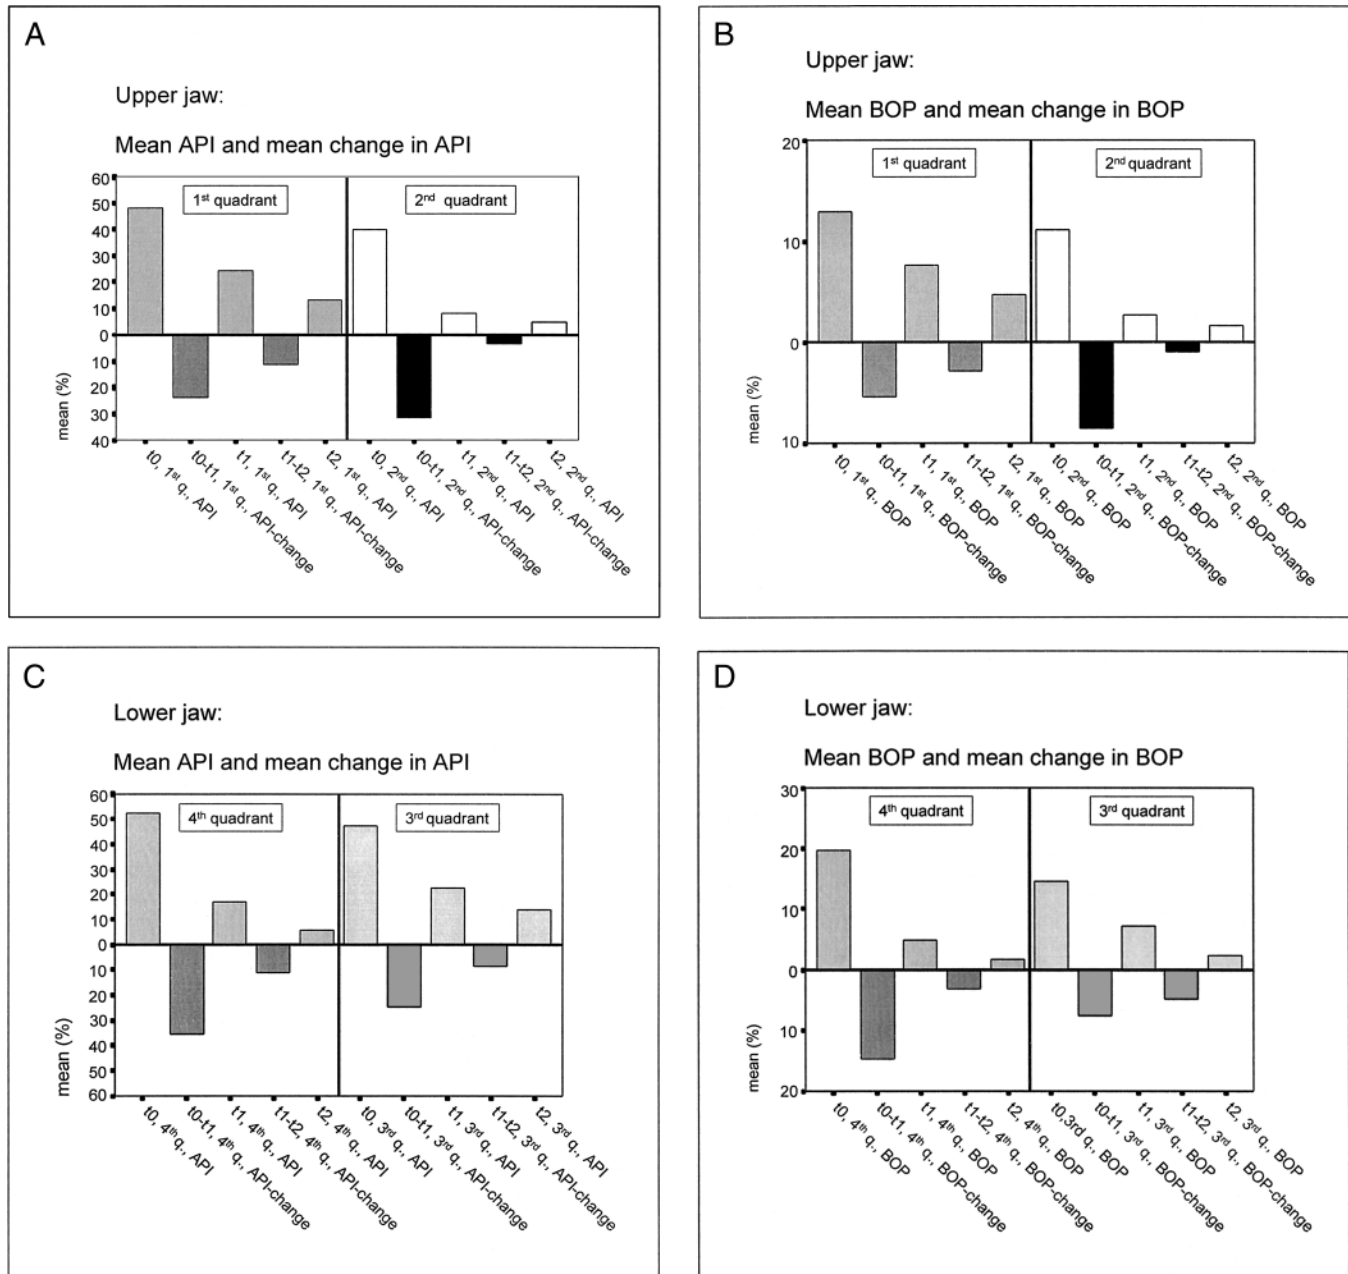 A
Upper jaw:
Mean API and mean change in API
60
50
40
30
20
10
0
10
20
30
40
mean (%)
1st quadrant
2nd quadrant
t0, 1st q., API
t0-t1, 1st q., API-change
t1, 1st q., API
t1-t2, 1st q., API-change
t2, 1st q., API
t0, 2nd q., API
t0-t1, 2nd q., API-change
t1, 2nd q., API
t1-t2, 2nd q., API-change
t2, 2nd q., API
B
Upper jaw:
Mean BOP and mean change in BOP
20
10
0
10
mean (%)
1st quadrant
2nd quadrant
t0, 1st q., BOP
t0-t1, 1st q., BOP-change
t1, 1st q., BOP
t1-t2, 1st q., BOP-change
t2, 1st q., BOP
t0, 2nd q., BOP
t0-t1, 2nd q., BOP-change
t1, 2nd q., BOP
t1-t2, 2nd q., BOP-change
t2, 2nd q., BOP
C
Lower jaw:
Mean API and mean change in API
60
50
40
30
20
10
0
10
20
30
40
50
60
mean (%)
4th quadrant
3rd quadrant
t0, 4th q., API
t0-t1, 4th q., API-change
t1, 4th q., API
t1-t2, 4th q., API-change
t2, 4th q., API
t0, 3rd q., API
t0-t1, 3rd q., API-change
t1, 3rd q., API
t1-t2, 3rd q., API-change
t2, 3rd q., API
D
Lower jaw:
Mean BOP and mean change in BOP
30
20
10
0
10
20
mean (%)
4th quadrant
3rd quadrant
t0, 4th q., BOP
t0-t1, 4th q., BOP-change
t1, 4th q., BOP
t1-t2, 4th q., BOP-change
t2, 4th q., BOP
t0,3rd q., BOP
t0-t1, 3rd q., BOP-change
t1, 3rd q., BOP
t1-t2, 3rd q., BOP-change
t2, 3rd q., BOP